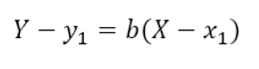 Y − y₁ = b(X − x₁)